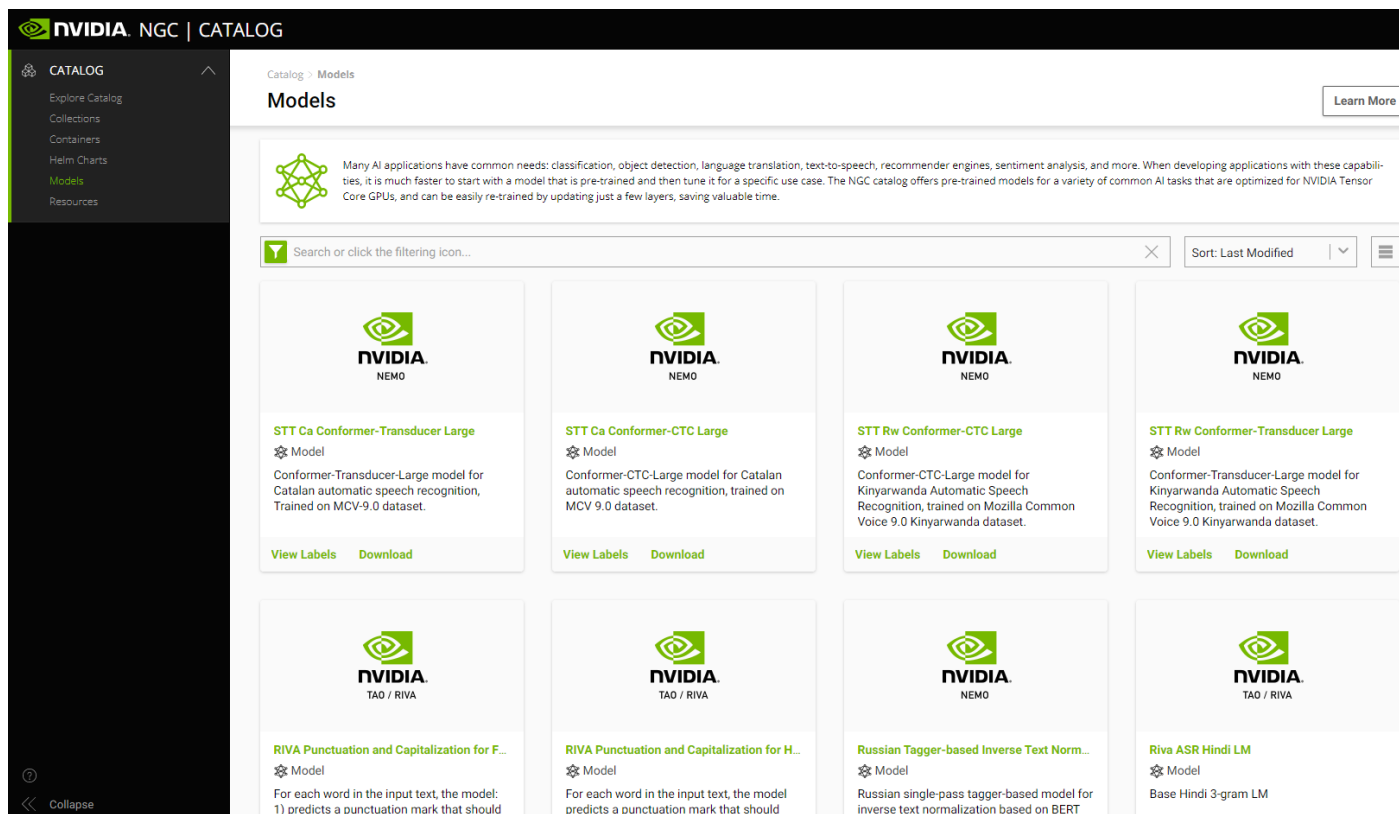 NVIDIA. NGC | CATALOG
CATALOG
Explore Catalog
Collections
Containers
Helm Charts
Models
Resources
Collapse
Catalog > Models
Models
Learn More
Many AI applications have common needs: classification, object detection, language translation, text-to-speech, recommender engines, sentiment analysis, and more. When developing applications with these capabili-
ties, it is much faster to start with a model that is pre-trained and then tune it for a specific use case. The NGC catalog offers pre-trained models for a variety of common AI tasks that are optimized for NVIDIA Tensor
Core GPUs, and can be easily re-trained by updating just a few layers, saving valuable time.
Search or click the filtering icon...
Sort: Last Modified
NVIDIA.
NEMO
STT Ca Conformer-Transducer Large
Model
Conformer-Transducer-Large model for
Catalan automatic speech recognition,
Trained on MCV-9.0 dataset.
View Labels Download
NVIDIA.
NEMO
STT Ca Conformer-CTC Large
Model
Conformer-CTC-Large model for Catalan
automatic speech recognition, trained on
MCV 9.0 dataset.
View Labels Download
NVIDIA.
NEMO
STT Rw Conformer-CTC Large
Model
Conformer-CTC-Large model for
Kinyarwanda Automatic Speech
Recognition, trained on Mozilla Common
Voice 9.0 Kinyarwanda dataset.
View Labels Download
NVIDIA.
NEMO
STT Rw Conformer-Transducer Large
Model
Conformer-Transducer-Large model for
Kinyarwanda Automatic Speech
Recognition, trained on Mozilla Common
Voice 9.0 Kinyarwanda dataset.
View Labels Download
NVIDIA.
TAO / RIVA
RIVA Punctuation and Capitalization for F...
Model
For each word in the input text, the model:
1) predicts a punctuation mark that should
NVIDIA.
TAO / RIVA
RIVA Punctuation and Capitalization for H...
Model
For each word in the input text, the model
predicts a punctuation mark that should
NVIDIA.
NEMO
Russian Tagger-based Inverse Text Norm...
Model
Russian single-pass tagger-based model for
inverse text normalization based on BERT
NVIDIA.
TAO / RIVA
Riva ASR Hindi LM
Model
Base Hindi 3-gram LM